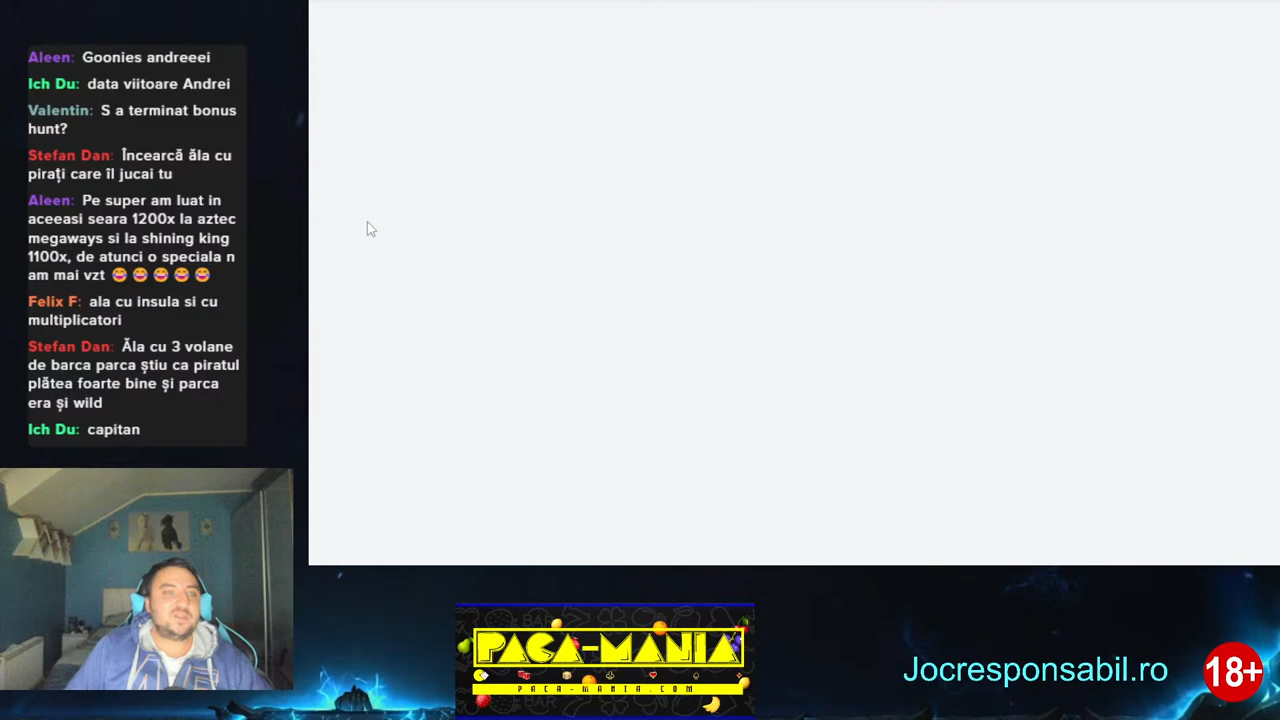 Aleen: Goonies andreeei
Ich Du: data viitoare Andrei
Valentin: S a terminat bonus
hunt?
Stefan Dan: Încearcă ăla cu
pirați care îl jucai tu
Aleen: Pe super am luat in
aceeasi seara 1200x la aztec
megaways si la shining king
1100x, de atunci o speciala n
am mai vzt 😂 😂 😂 😂 😂
Felix F: ala cu insula si cu
multiplicatori
Stefan Dan: Ăla cu 3 volane
de barca parca știu ca piratul
plătea foarte bine și parca
era și wild
Ich Du: capitan
PACA-MANIA
PACA-MANIA.COM
Jocresponsabil.ro
18+